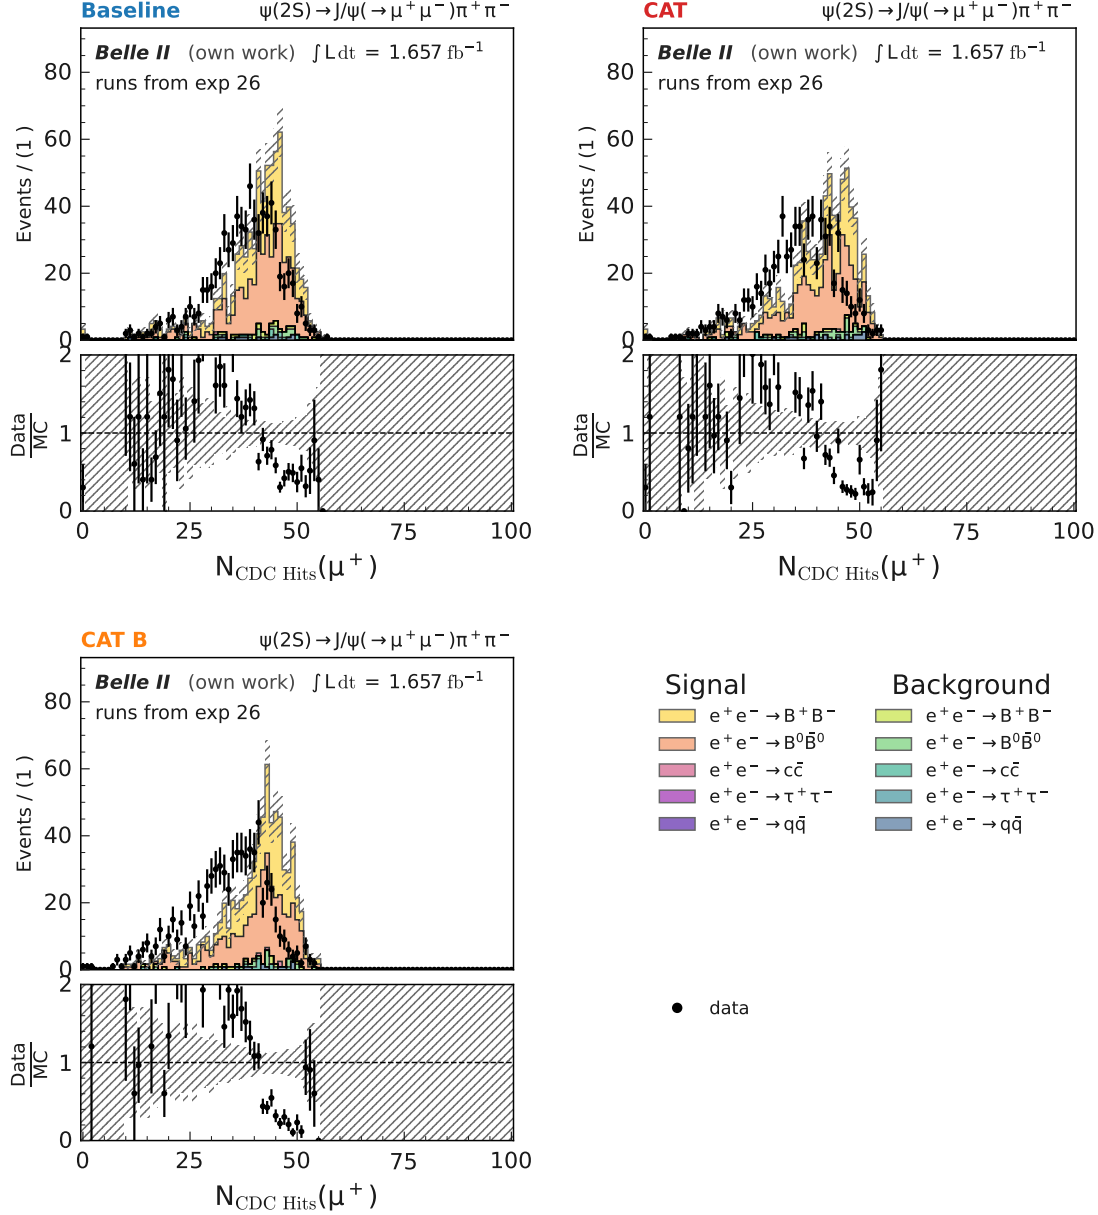 Baseline ψ(2S)→J/ψ(→μ⁺μ⁻)π⁺π⁻
Belle II (own work) ∫Ldt = 1.657 fb⁻¹
runs from exp 26
Events / (1 )
80
60
40
20
0
Data/MC
2
1
0
0 25 50 75 100
N_CDC Hits(μ⁺)
CAT ψ(2S)→J/ψ(→μ⁺μ⁻)π⁺π⁻
Belle II (own work) ∫Ldt = 1.657 fb⁻¹
runs from exp 26
Events / (1 )
80
60
40
20
0
Data/MC
2
1
0
0 25 50 75 100
N_CDC Hits(μ⁺)
CAT B ψ(2S)→J/ψ(→μ⁺μ⁻)π⁺π⁻
Belle II (own work) ∫Ldt = 1.657 fb⁻¹
runs from exp 26
Events / (1 )
80
60
40
20
0
Data/MC
2
1
0
0 25 50 75 100
N_CDC Hits(μ⁺)
Signal
e⁺e⁻→B⁺B⁻
e⁺e⁻→B⁰B̄⁰
e⁺e⁻→cc̄
e⁺e⁻→τ⁺τ⁻
e⁺e⁻→qq̄
Background
e⁺e⁻→B⁺B⁻
e⁺e⁻→B⁰B̄⁰
e⁺e⁻→cc̄
e⁺e⁻→τ⁺τ⁻
e⁺e⁻→qq̄
data